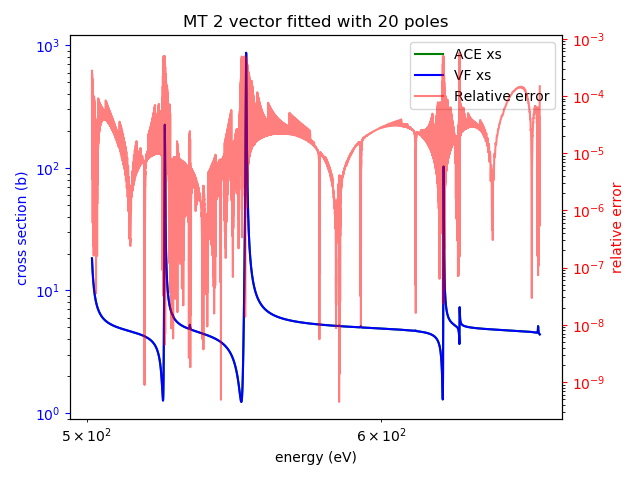 MT 2 vector fitted with 20 poles
ACE xs
VF xs
Relative error
cross section (b)
10³
10²
10¹
10⁰
relative error
10⁻³
10⁻⁴
10⁻⁵
10⁻⁶
10⁻⁷
10⁻⁸
10⁻⁹
5 × 10²
6 × 10²
energy (eV)